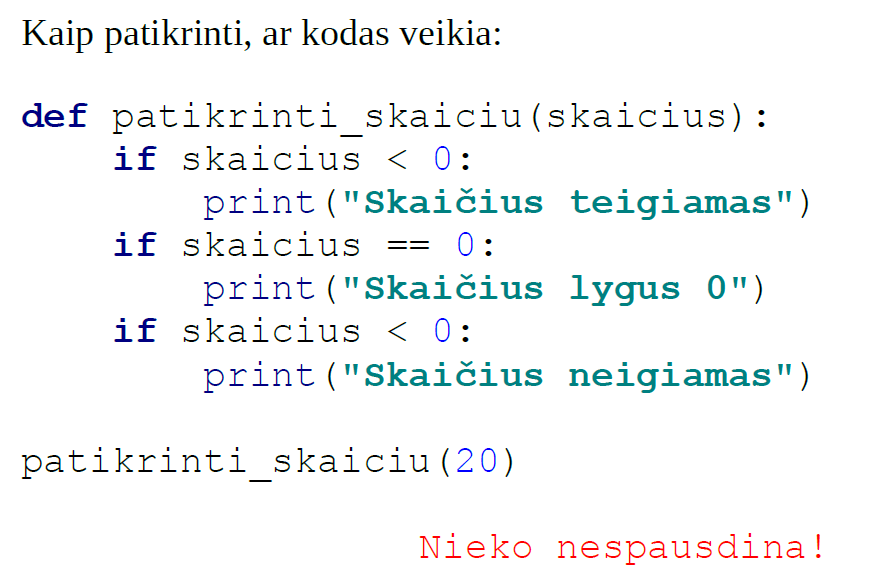 Kaip patikrinti, ar kodas veikia:
def patikrinti_skaiciu(skaicius):
    if skaicius < 0:
        print("Skaičius teigiamas")
    if skaicius == 0:
        print("Skaičius lygus 0")
    if skaicius < 0:
        print("Skaičius neigiamas")
patikrinti_skaiciu(20)
Nieko nespausdina!